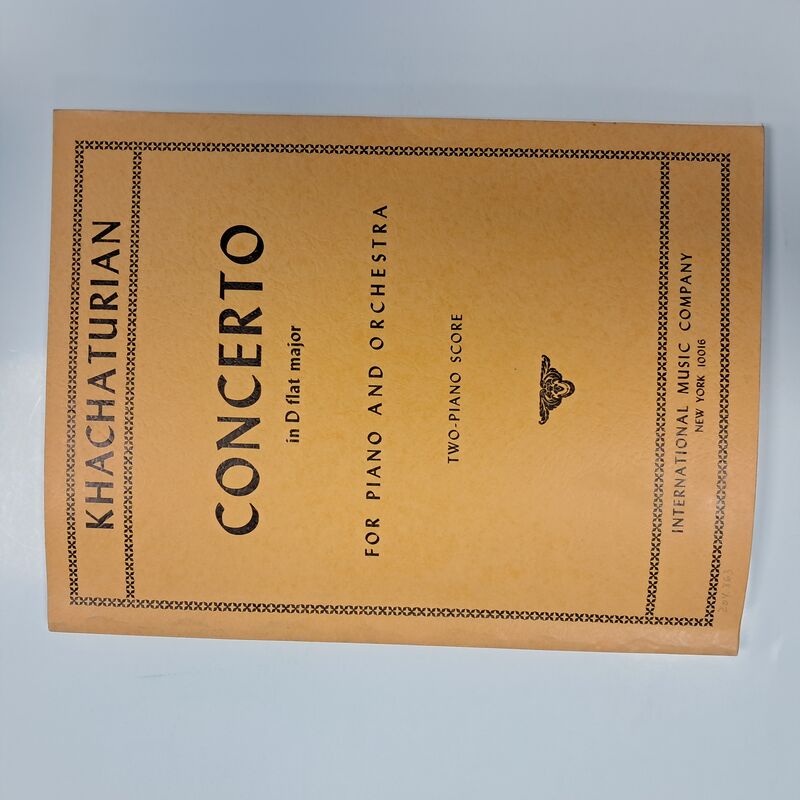 KHACHATURIAN
CONCERTO
in D flat major
FOR PIANO AND ORCHESTRA
TWO-PIANO SCORE
INTERNATIONAL MUSIC COMPANY
NEW YORK 10016